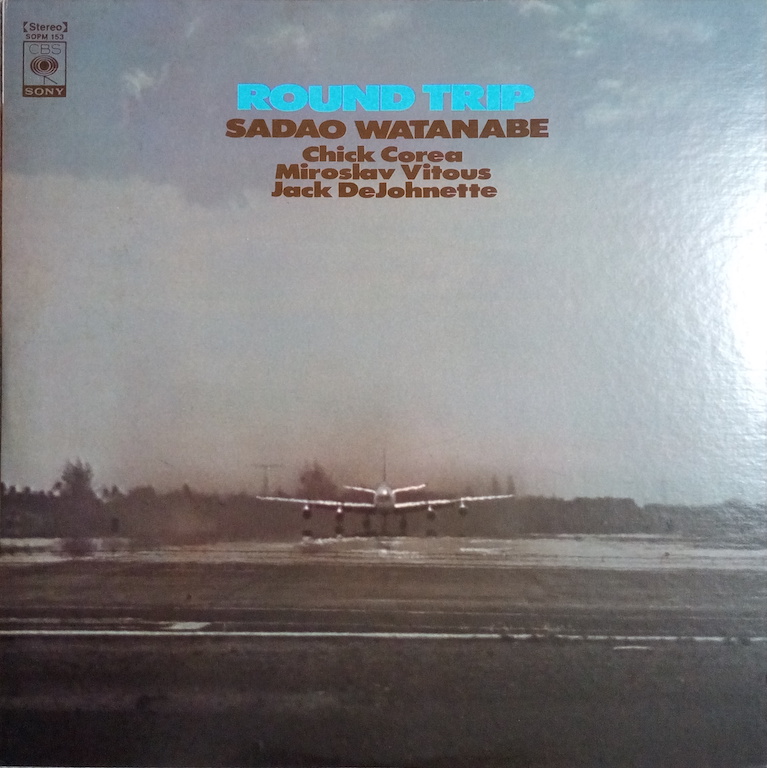 【Stereo】
SOPM 153
CBS
SONY
ROUND TRIP
SADAO WATANABE
Chick Corea
Miroslav Vitous
Jack DeJohnette